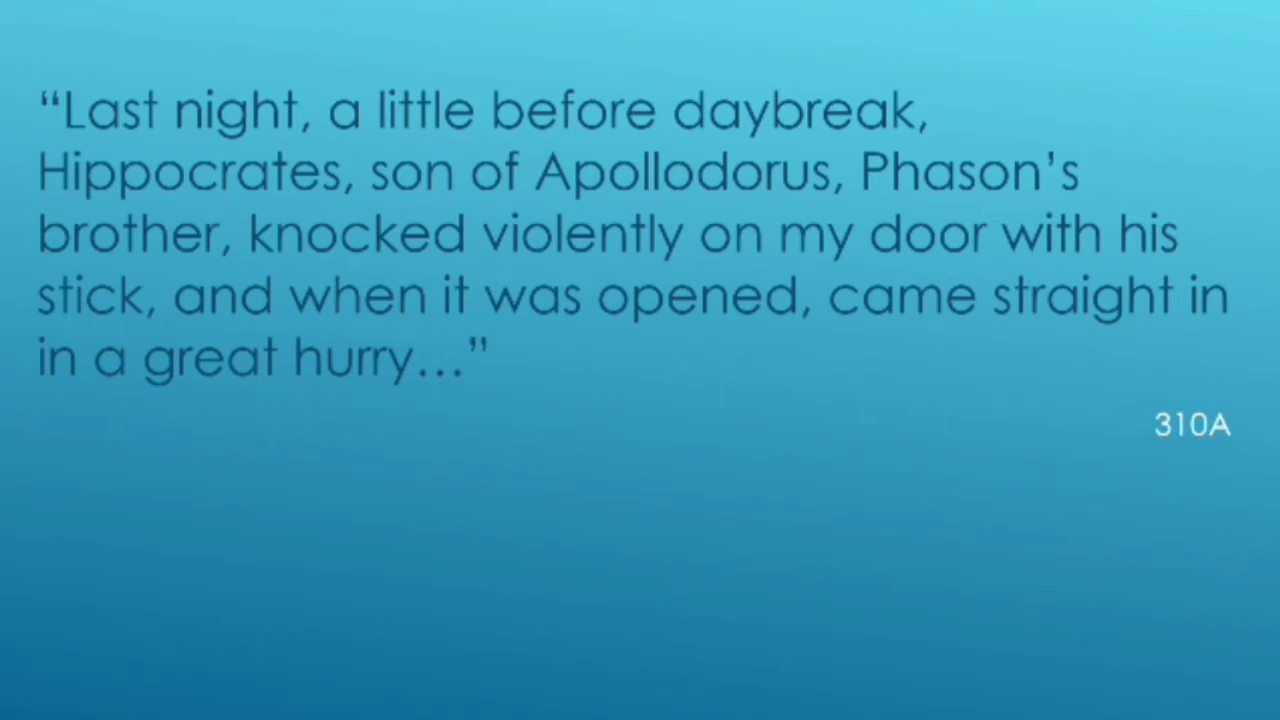 “Last night, a little before daybreak,
Hippocrates, son of Apollodorus, Phason’s
brother, knocked violently on my door with his
stick, and when it was opened, came straight in
in a great hurry…”
310A